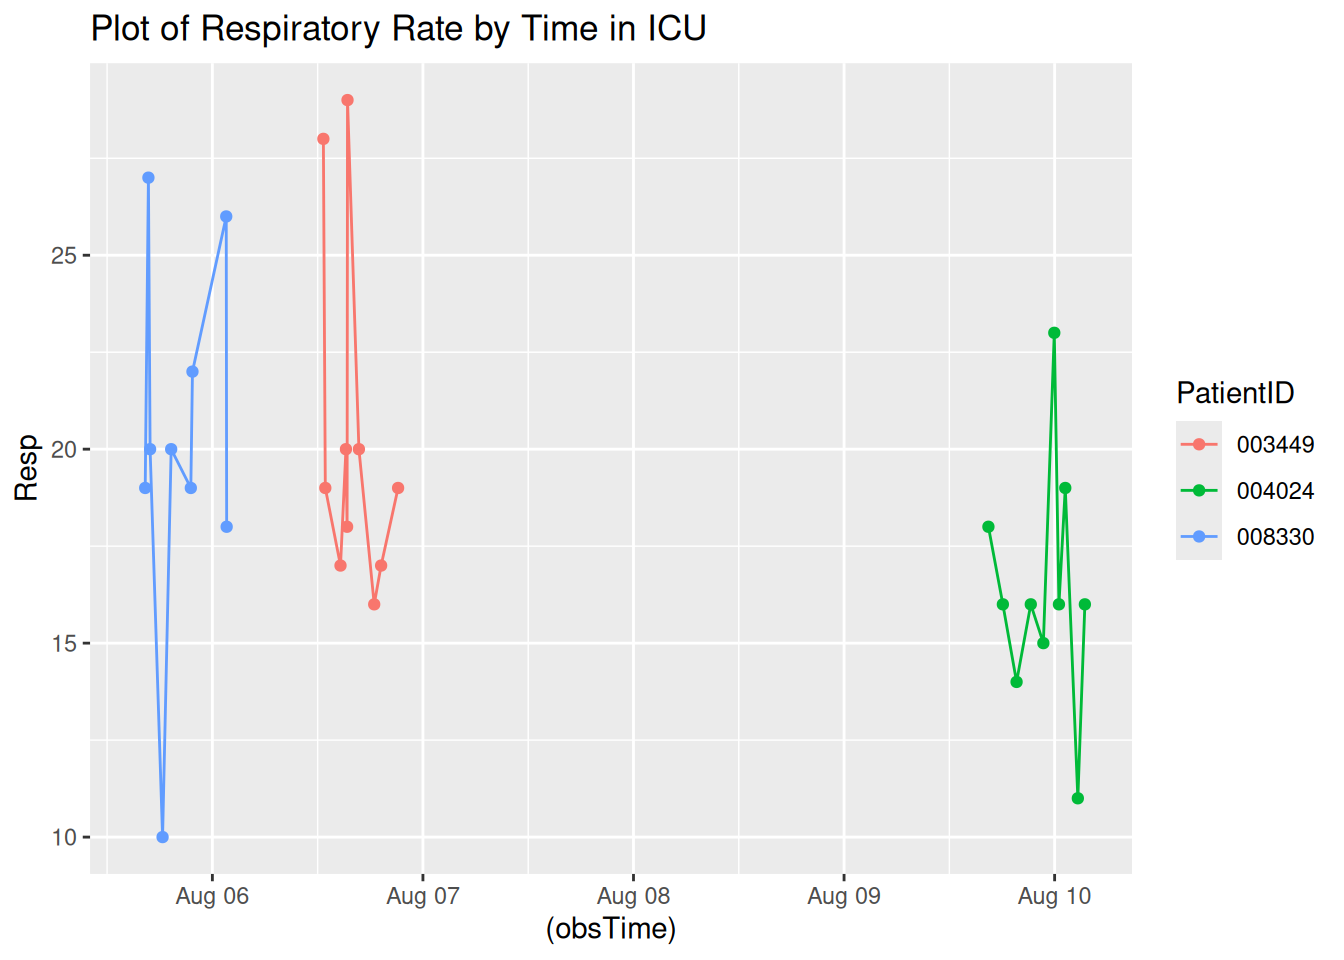 Plot of Respiratory Rate by Time in ICU
Resp
25
20
15
10
Aug 06 Aug 07 Aug 08 Aug 09 Aug 10
(obsTime)
PatientID
003449
004024
008330